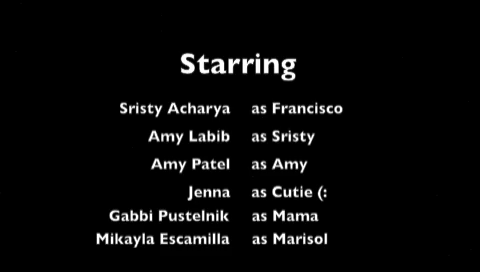 Starring
Sristy Acharya as Francisco
Amy Labib as Sristy
Amy Patel as Amy
Jenna as Cutie (:
Gabbi Pustelnik as Mama
Mikayla Escamilla as Marisol